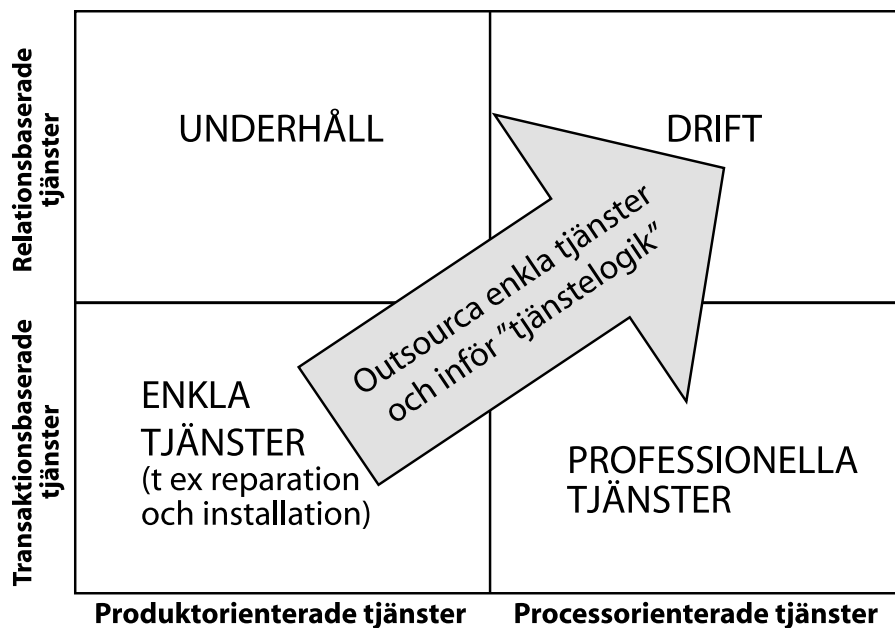 Relationsbaserade
tjänster
UNDERHÅLL
DRIFT
Outsourca enkla tjänster
och inför ”tjänstelogik”
Transaktionsbaserade
tjänster
ENKLA
TJÄNSTER
(t ex reparation
och installation)
PROFESSIONELLA
TJÄNSTER
Produktorienterade tjänster
Processorienterade tjänster